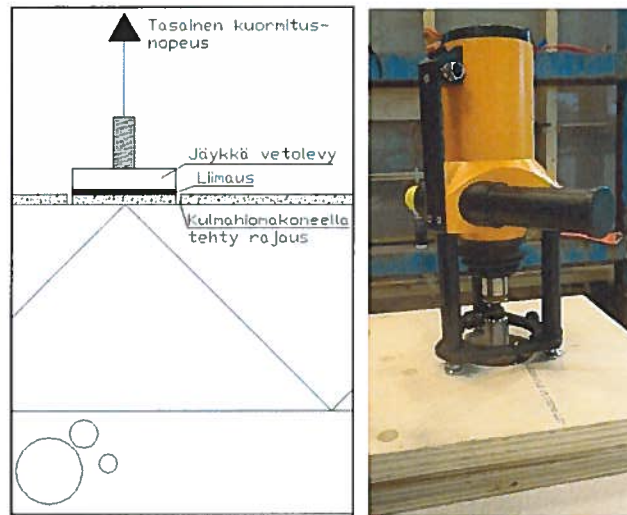 Tasainen kuormitus-
nopeus
Jäykkä vetolevy
Liimaus
Kulmahiomakoneella
tehty rajaus